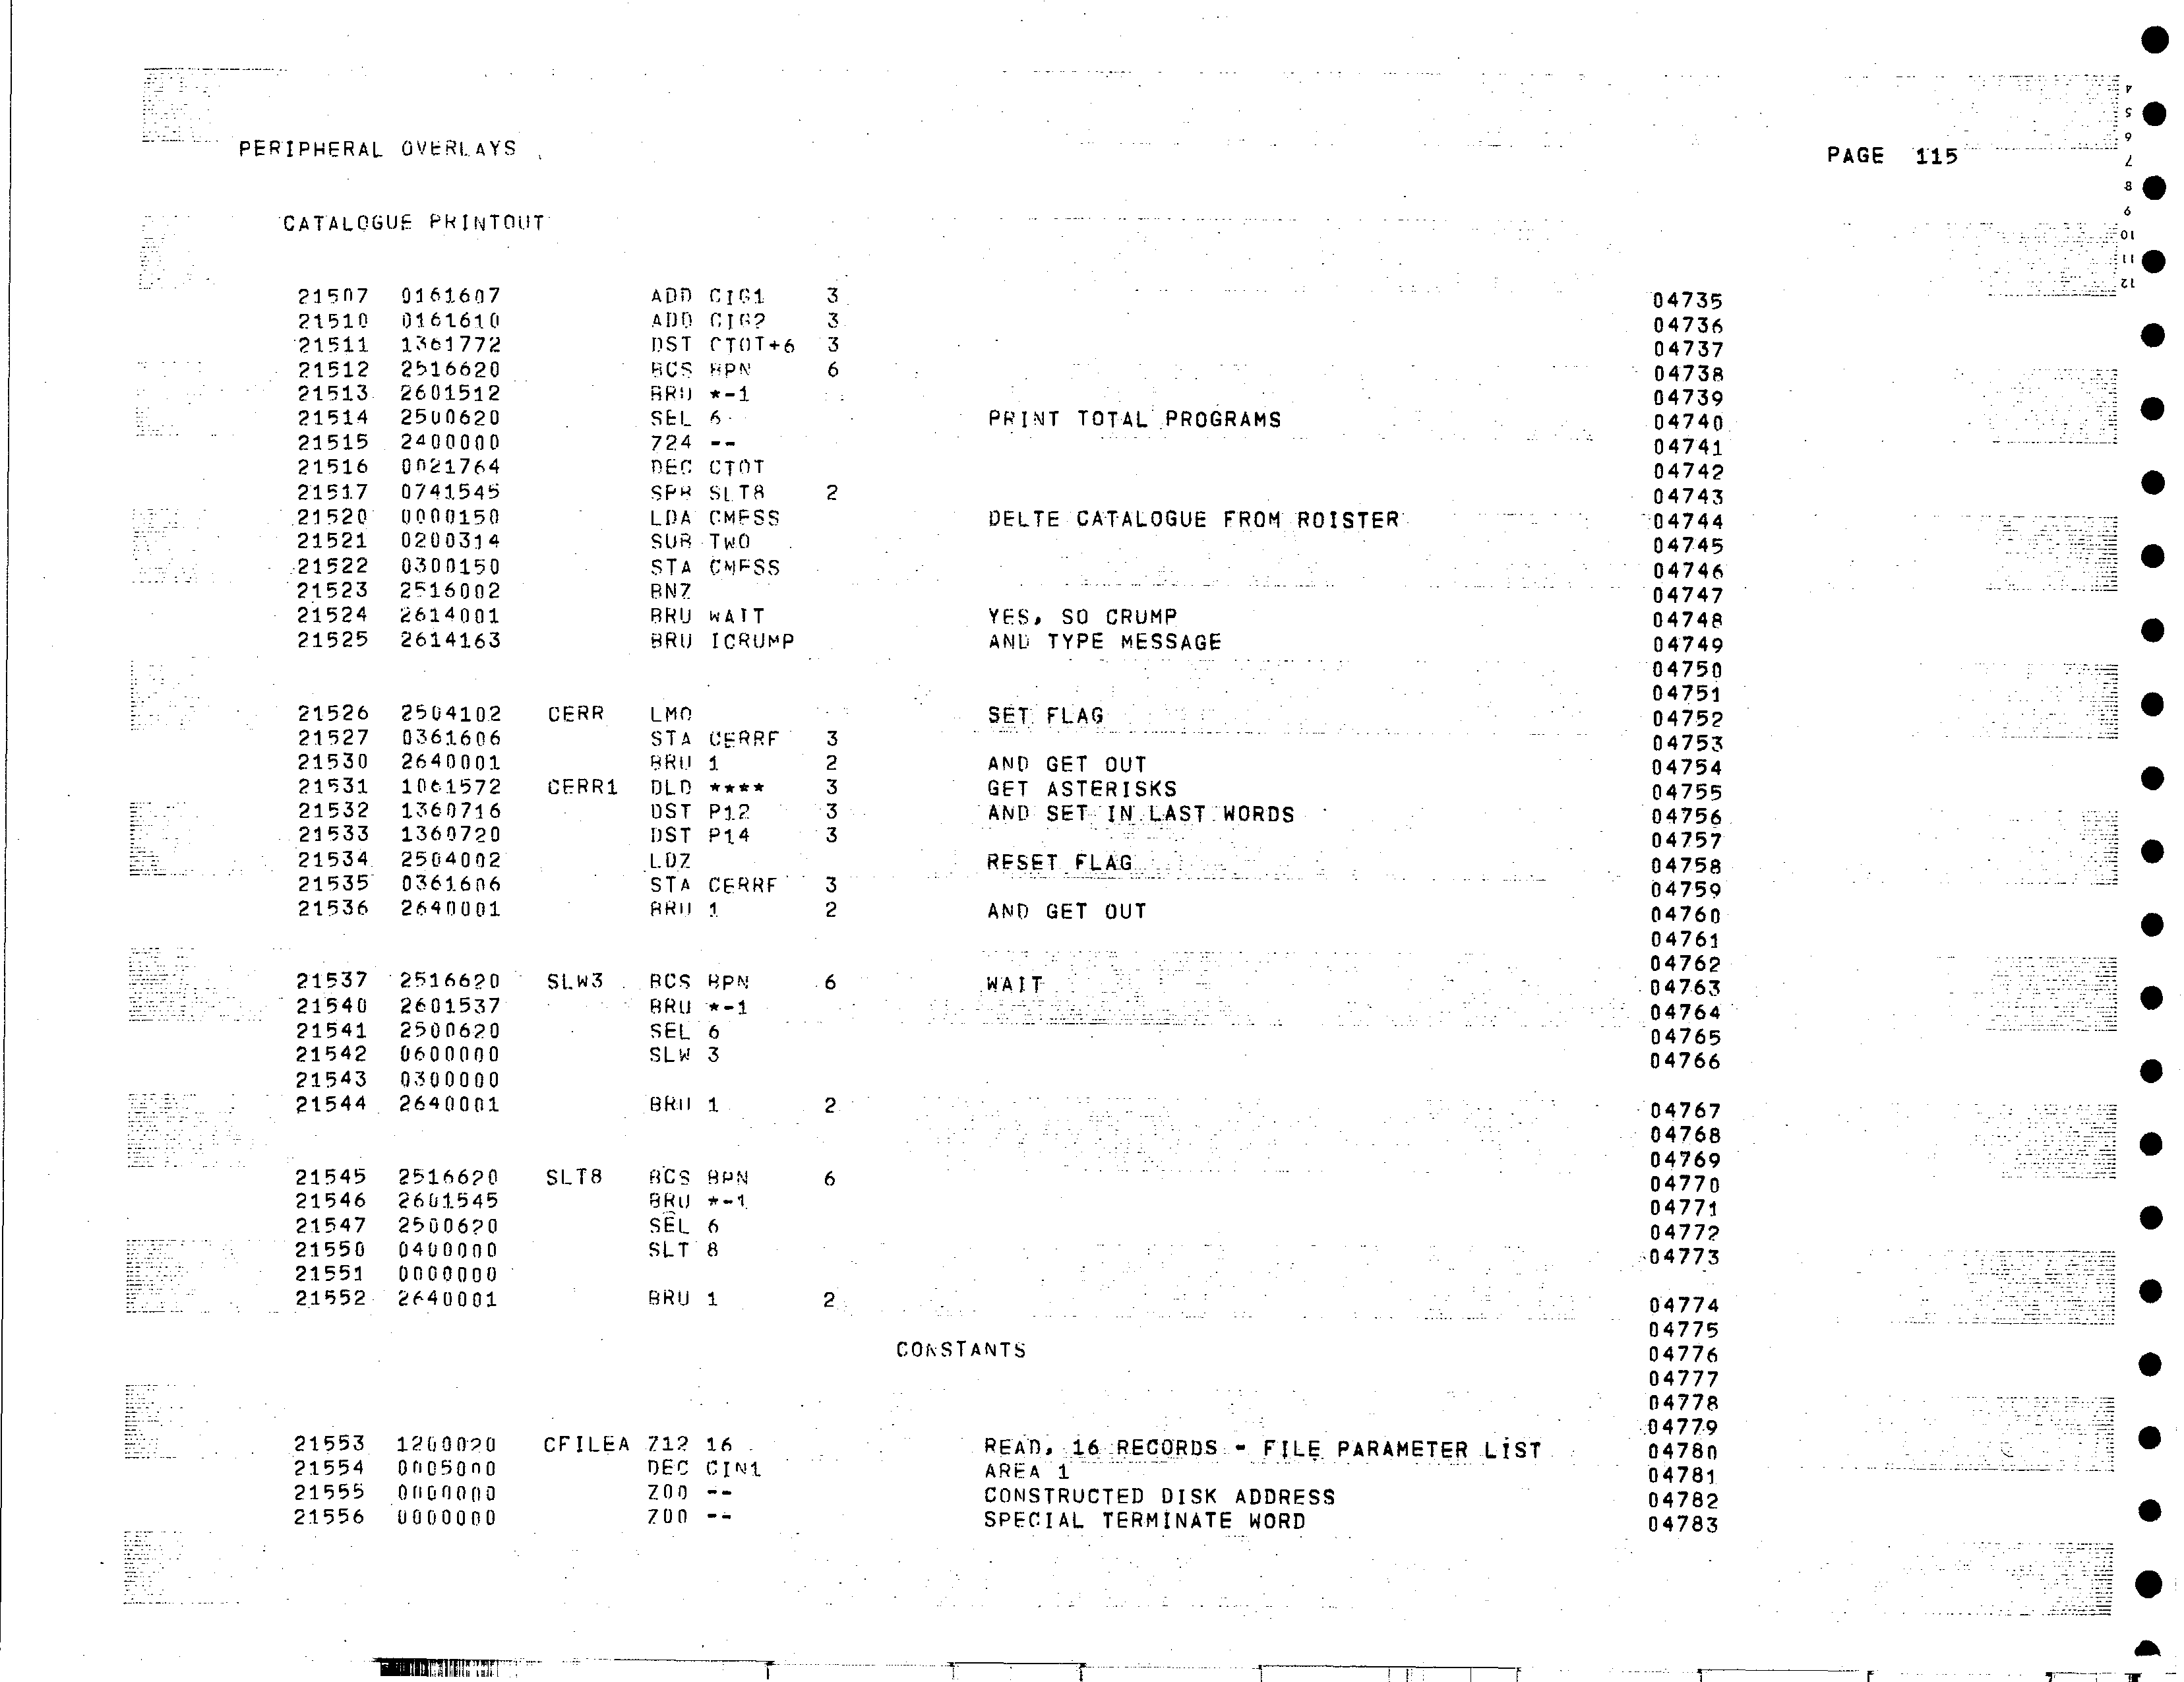 PERIPHERAL OVERLAYS PAGE 115
CATALOGUE PRINTOUT
21507 0161607 ADD CIG1 3 04735
21510 0161610 ADD CIG2 3 04736
21511 1361772 DST CTOT+6 3 04737
21512 2516620 BCS BPN 6 04738
21513 2601512 BRU *-1 04739
21514 2500620 SEL 6 PRINT TOTAL PROGRAMS 04740
21515 2400000 Z24 -- 04741
21516 0021764 DEC CTOT 04742
21517 0741545 SPB SLT8 2 04743
21520 0000150 LDA CMESS DELTE CATALOGUE FROM ROISTER 04744
21521 0200314 SUB TWO 04745
21522 0300150 STA CMESS 04746
21523 2516002 BNZ 04747
21524 2614001 BRU WAIT YES, SO CRUMP 04748
21525 2614163 BRU ICRUMP AND TYPE MESSAGE 04749
04750
04751
21526 2504102 CERR LMO SET FLAG 04752
21527 0361606 STA CERRF 3 04753
21530 2640001 BRU 1 2 AND GET OUT 04754
21531 1061572 CERR1 DLD **** 3 GET ASTERISKS 04755
21532 1360716 DST P12 3 AND SET IN LAST WORDS 04756
21533 1360720 DST P14 3 04757
21534 2504002 LDZ RESET FLAG 04758
21535 0361606 STA CERRF 3 04759
21536 2640001 BRU 1 2 AND GET OUT 04760
04761
04762
21537 2516620 SLW3 BCS BPN 6 WAIT 04763
21540 2601537 BRU *-1 04764
21541 2500620 SEL 6 04765
21542 0600000 SLW 3 04766
21543 0300000
21544 2640001 BRU 1 2 04767
04768
04769
21545 2516620 SLT8 BCS BPN 6 04770
21546 2601545 BRU *-1 04771
21547 2500620 SEL 6 04772
21550 0400000 SLT 8 04773
21551 0000000
21552 2640001 BRU 1 2 04774
04775
CONSTANTS 04776
04777
04778
04779
21553 1200020 CFILEA Z12 16 READ, 16 RECORDS - FILE PARAMETER LIST 04780
21554 0005000 DEC CIN1 AREA 1 04781
21555 0000000 Z00 -- CONSTRUCTED DISK ADDRESS 04782
21556 0000000 Z00 -- SPECIAL TERMINATE WORD 04783
4
5
6
7
8
9
10
11
12